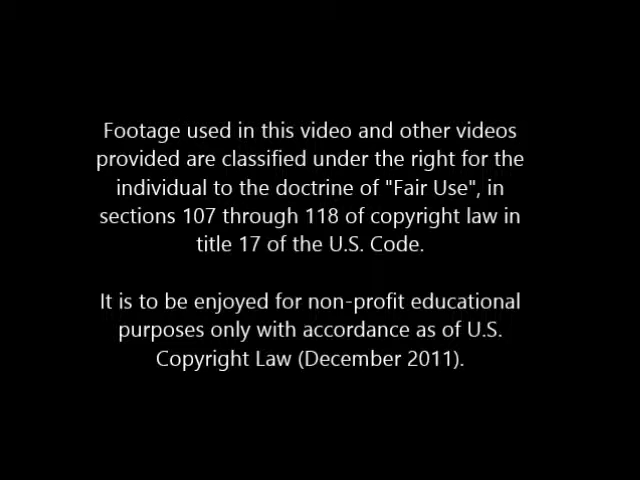 Footage used in this video and other videos
provided are classified under the right for the
individual to the doctrine of "Fair Use", in
sections 107 through 118 of copyright law in
title 17 of the U.S. Code.
It is to be enjoyed for non-profit educational
purposes only with accordance as of U.S.
Copyright Law (December 2011).